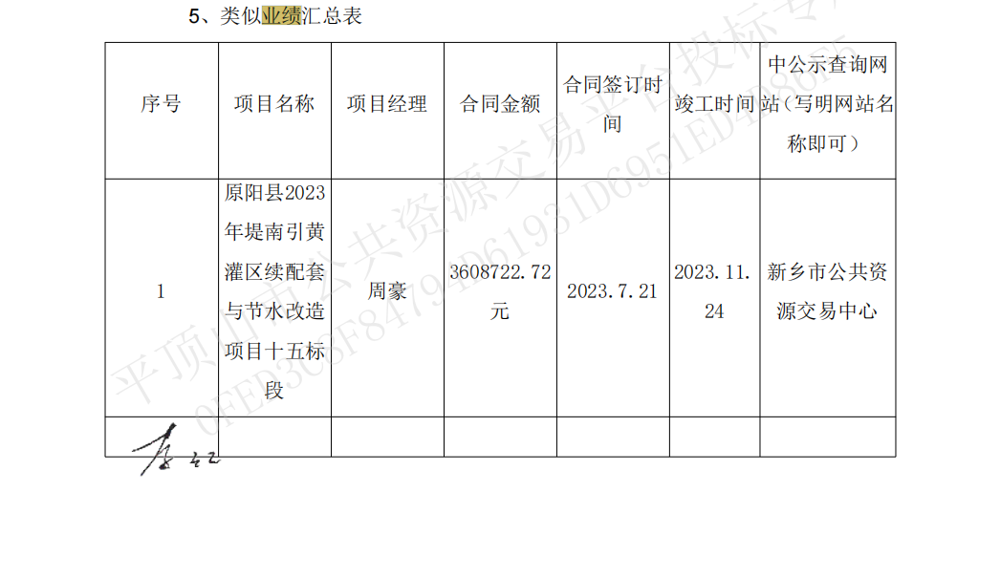 5、类似业绩汇总表
序号
项目名称
项目经理
合同金额
合同签订时
间
竣工时间
中公示查询网
站（写明网站名
称即可）
1
原阳县2023
年堤南引黄
灌区续配套
与节水改造
项目十五标
段
周豪
3608722.72
元
2023.7.21
2023.11.
24
新乡市公共资
源交易中心
平顶山市公共资源交易平台投标专